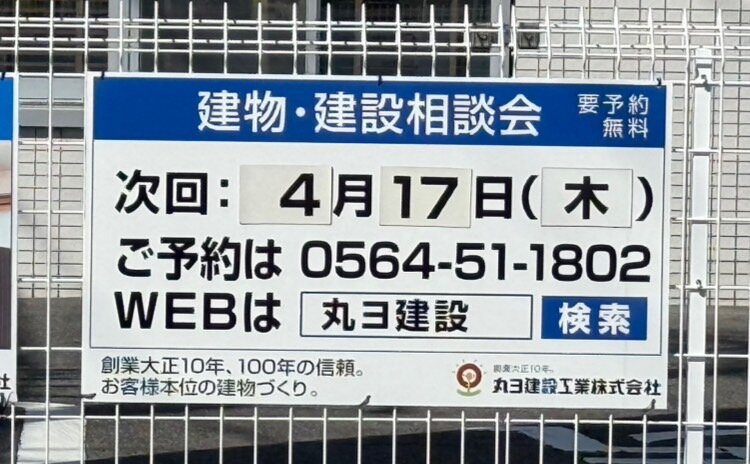 建物・建設相談会 要予約 無料
次回：4月17日（木）
ご予約は 0564-51-1802
WEBは 丸ヨ建設 検索
創業大正10年、100年の信頼。
お客様本位の建物づくり。
創業大正10年。
丸ヨ建設工業株式会社
社